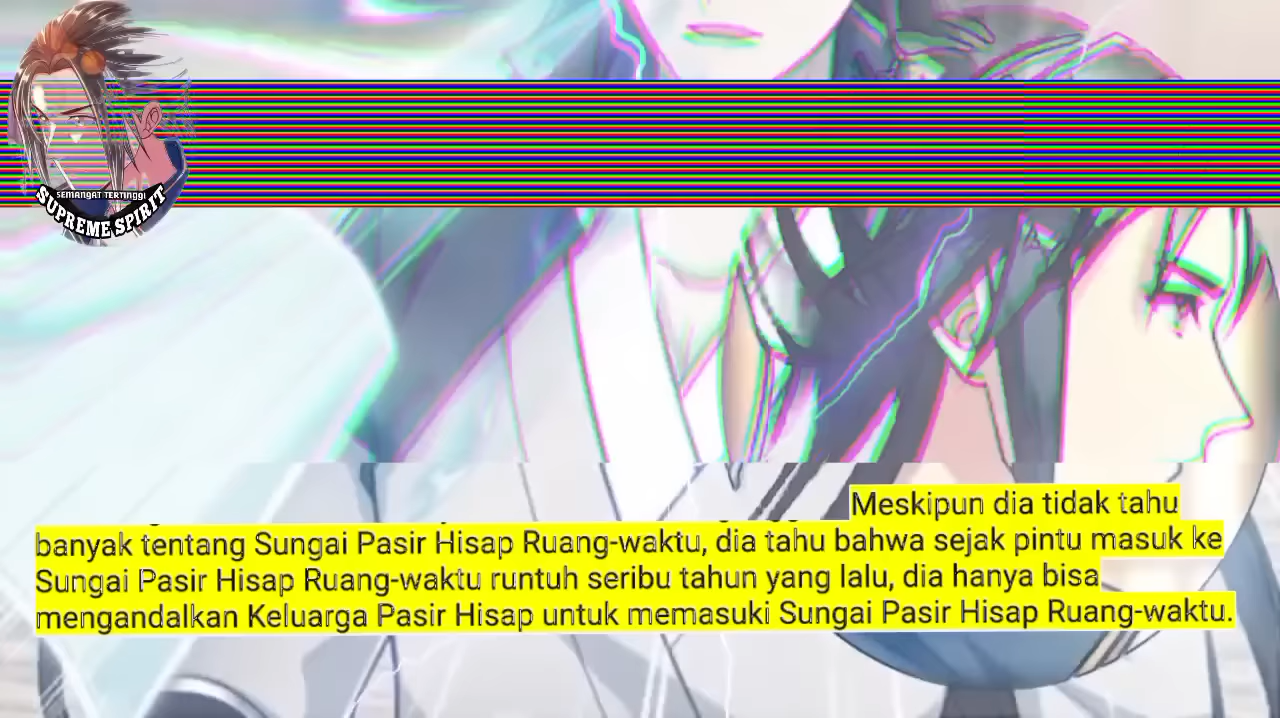 SEMANGAT TERTINGGI
SUPREME SPIRIT
Meskipun dia tidak tahu
banyak tentang Sungai Pasir Hisap Ruang-waktu, dia tahu bahwa sejak pintu masuk ke
Sungai Pasir Hisap Ruang-waktu runtuh seribu tahun yang lalu, dia hanya bisa
mengandalkan Keluarga Pasir Hisap untuk memasuki Sungai Pasir Hisap Ruang-waktu.